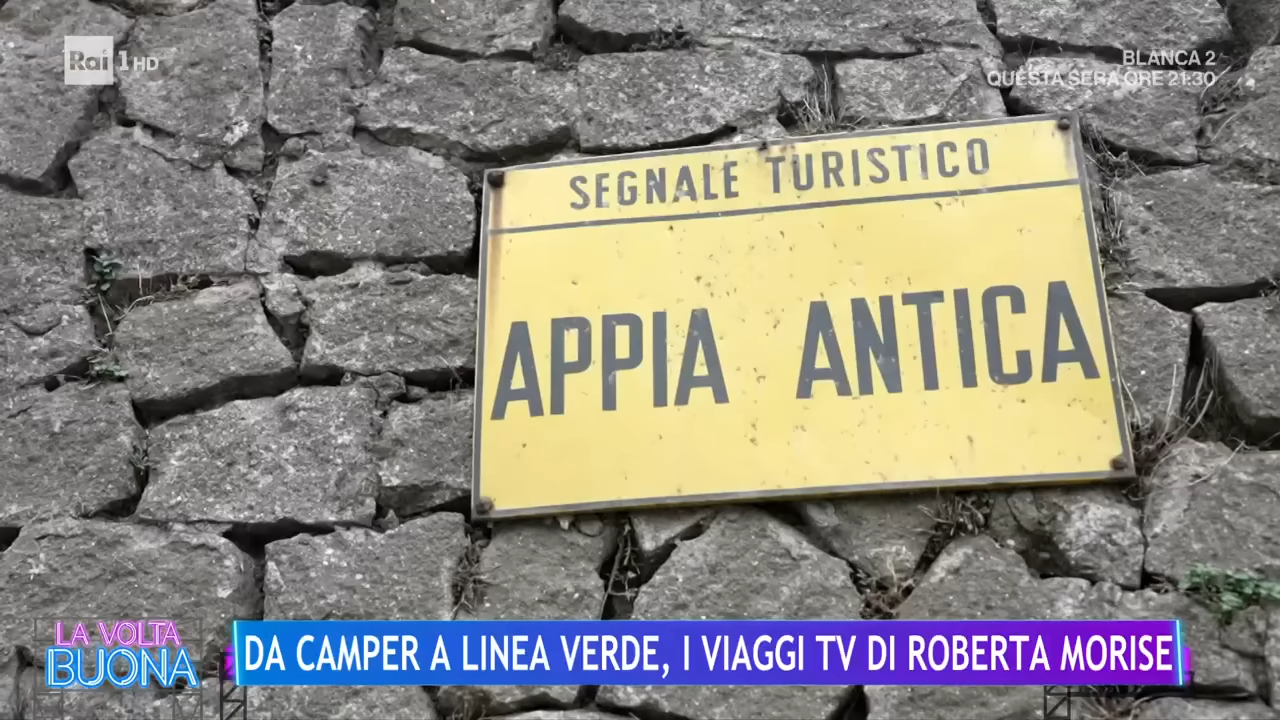 Rai 1 HD
BLANCA 2
QUESTA SERA ORE 21:30
SEGNALE TURISTICO
APPIA ANTICA
LA VOLTA
BUONA
DA CAMPER A LINEA VERDE, I VIAGGI TV DI ROBERTA MORISE